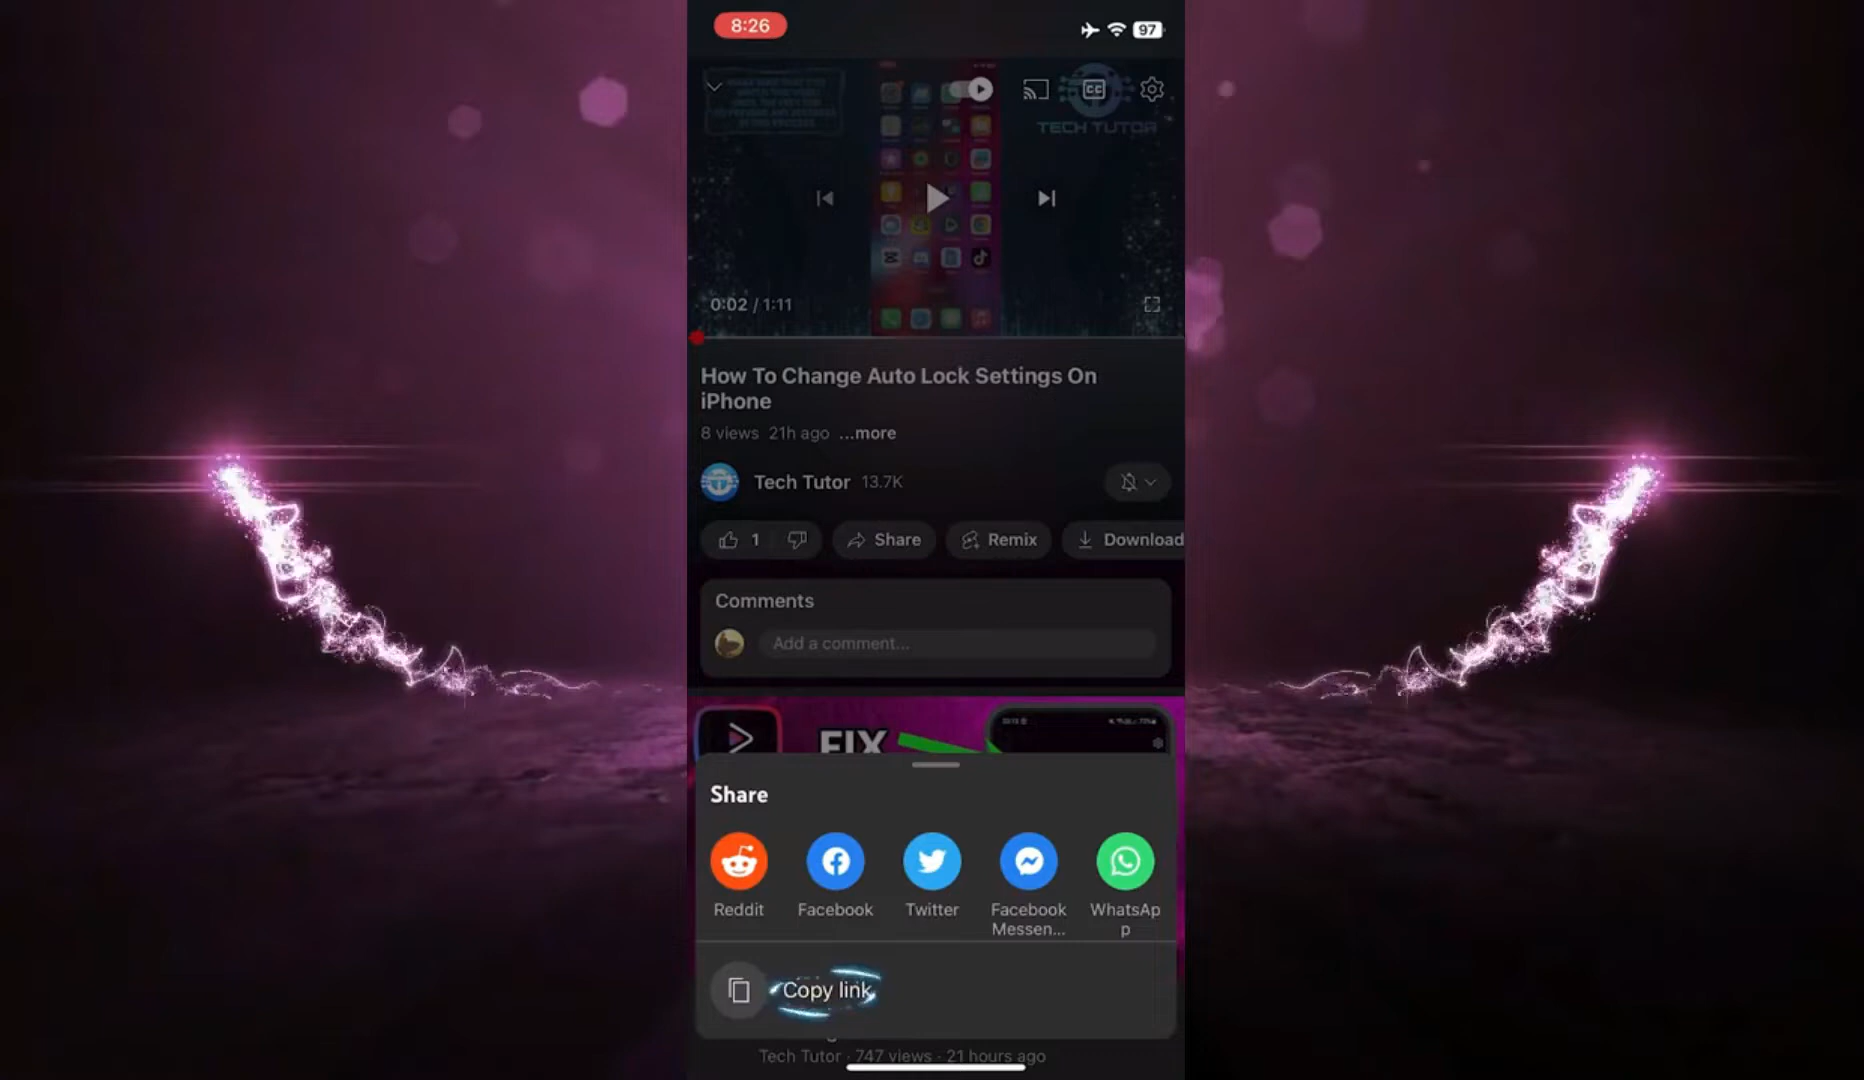 8:26
97
CC
TECH TUTOR
0:02 / 1:11
How To Change Auto Lock Settings On
iPhone
8 views 21h ago ...more
Tech Tutor 13.7K
1 Share Remix Download
Comments
Add a comment...
FIX
Share
Reddit Facebook Twitter Facebook Messen... WhatsApp
Copy link
Tech Tutor · 747 views · 21 hours ago